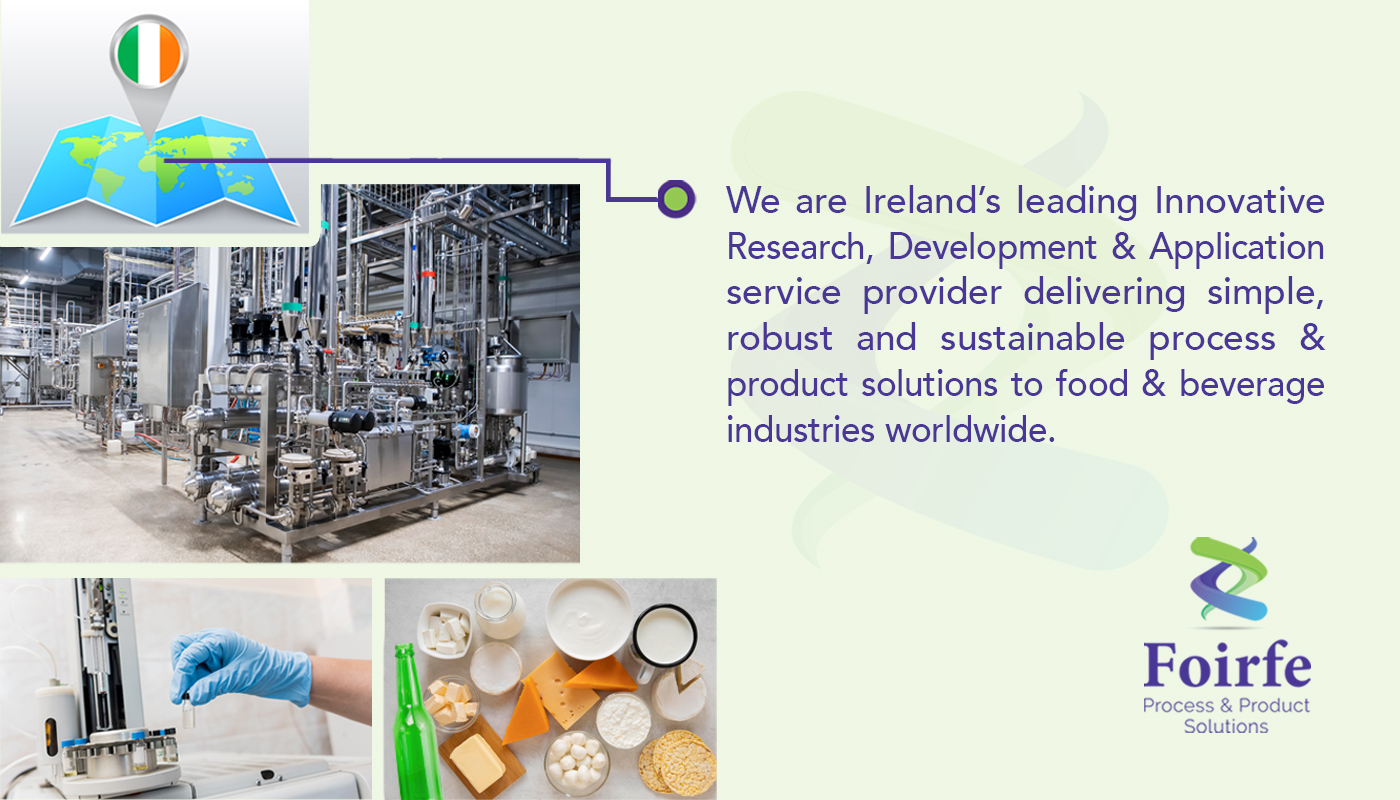 We are Ireland’s leading Innovative
Research, Development & Application
service provider delivering simple,
robust and sustainable process &
product solutions to food & beverage
industries worldwide.
Foirfe
Process & Product
Solutions